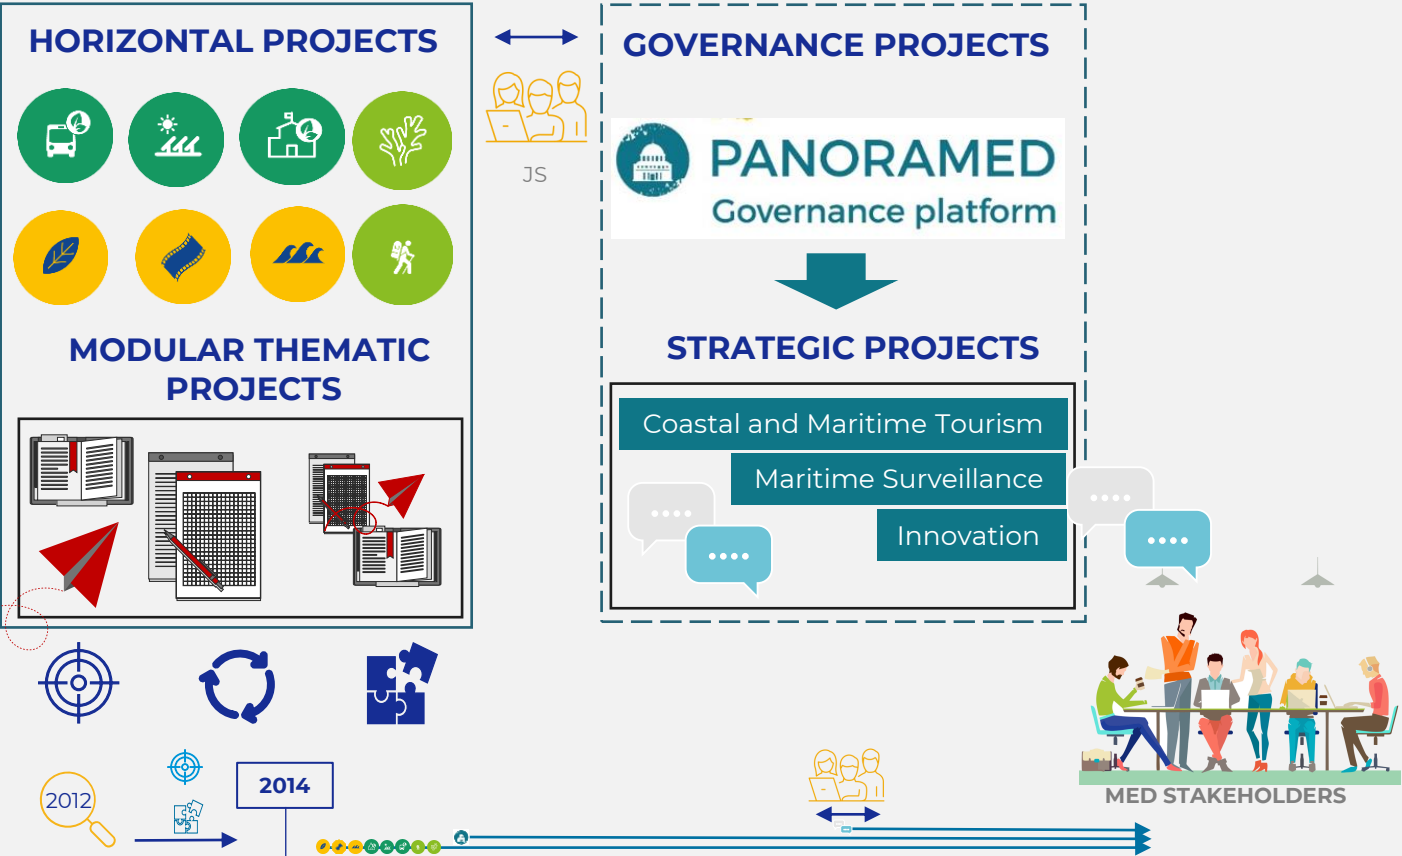 HORIZONTAL PROJECTS
MODULAR THEMATIC
PROJECTS
JS
GOVERNANCE PROJECTS
PANORAMED
Governance platform
STRATEGIC PROJECTS
Coastal and Maritime Tourism
Maritime Surveillance
Innovation
MED STAKEHOLDERS
2012
2014